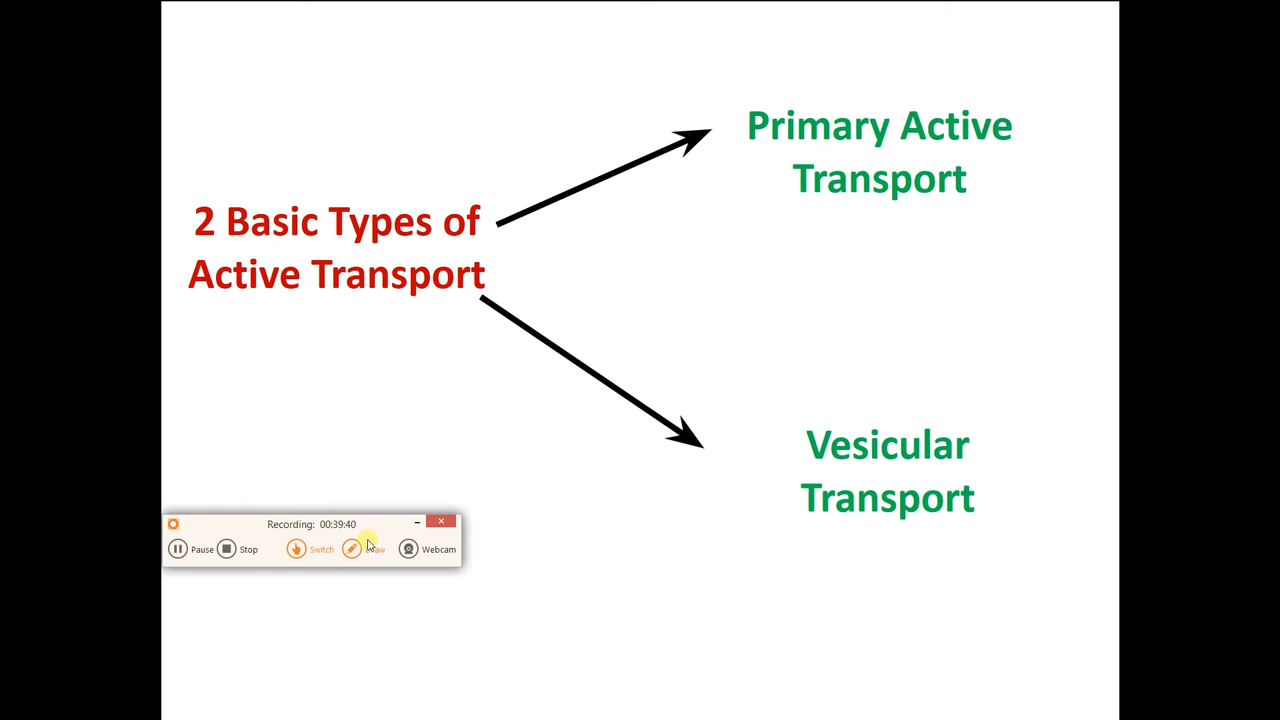 Primary Active
Transport
2 Basic Types of
Active Transport
Vesicular
Transport
Recording: 00:39:40
Pause Stop Switch Draw Webcam